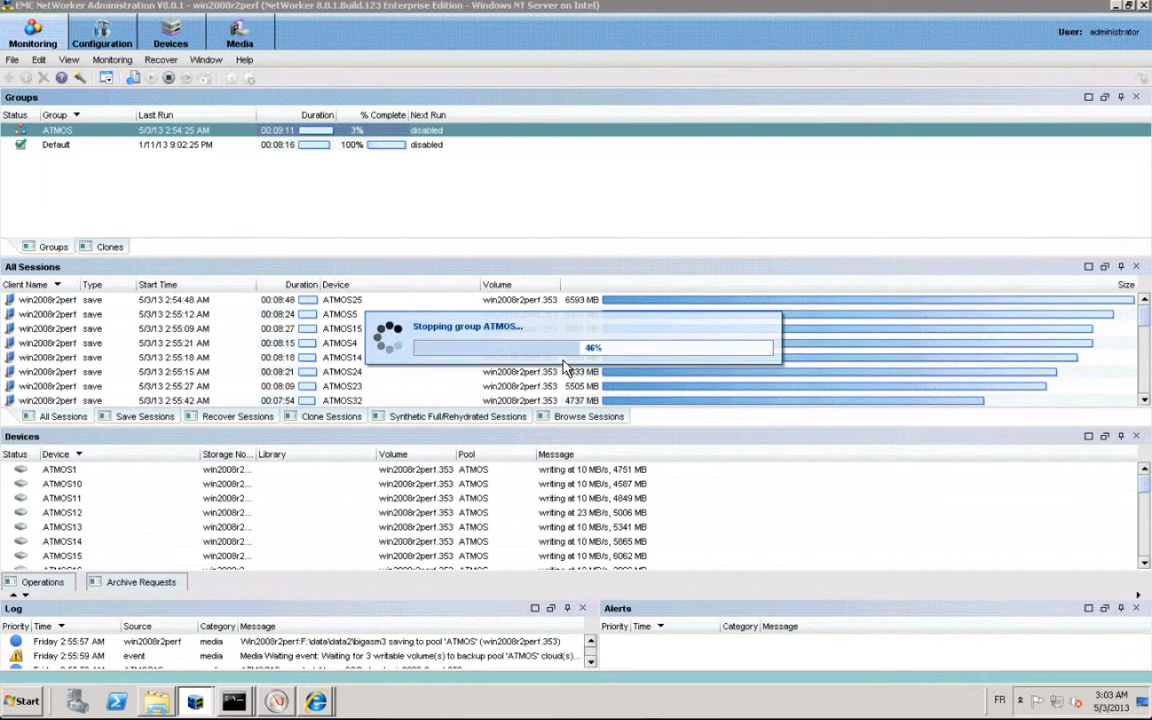 EMC NetWorker Administration V8.0.1 - win2008r2perf (NetWorker 8.0.1.Build.123 Enterprise Edition - Windows NT Server on Intel)
Monitoring Configuration Devices Media User: administrator
File Edit View Monitoring Recover Window Help
Groups
Status Group Last Run Duration % Complete Next Run
ATMOS 5/3/13 2:54:25 AM 00:09:11 3% disabled
Default 1/11/13 9:02:25 PM 00:08:16 100% disabled
Groups Clones
All Sessions
Client Name Type Start Time Duration Device Volume Size
win2008r2perf save 5/3/13 2:54:48 AM 00:08:48 ATMOS25 win2008r2perf.353 6593 MB
win2008r2perf save 5/3/13 2:55:12 AM 00:08:24 ATMOS5
win2008r2perf save 5/3/13 2:55:09 AM 00:08:27 ATMOS15
win2008r2perf save 5/3/13 2:55:21 AM 00:08:15 ATMOS4
win2008r2perf save 5/3/13 2:55:18 AM 00:08:18 ATMOS14
win2008r2perf save 5/3/13 2:55:15 AM 00:08:21 ATMOS24 win2008r2perf.353 MB
win2008r2perf save 5/3/13 2:55:27 AM 00:08:09 ATMOS23 win2008r2perf.353 5505 MB
win2008r2perf save 5/3/13 2:55:42 AM 00:07:54 ATMOS32 win2008r2perf.353 4737 MB
Stopping group ATMOS...
46%
All Sessions Save Sessions Recover Sessions Clone Sessions Synthetic Full/Rehydrated Sessions Browse Sessions
Devices
Status Device Storage No... Library Volume Pool Message
ATMOS1 win2008r2... win2008r2perf.353 ATMOS writing at 10 MB/s, 4751 MB
ATMOS10 win2008r2... win2008r2perf.353 ATMOS writing at 10 MB/s, 4587 MB
ATMOS11 win2008r2... win2008r2perf.353 ATMOS writing at 10 MB/s, 4849 MB
ATMOS12 win2008r2... win2008r2perf.353 ATMOS writing at 23 MB/s, 5006 MB
ATMOS13 win2008r2... win2008r2perf.353 ATMOS writing at 10 MB/s, 5341 MB
ATMOS14 win2008r2... win2008r2perf.353 ATMOS writing at 10 MB/s, 5865 MB
ATMOS15 win2008r2... win2008r2perf.353 ATMOS writing at 10 MB/s, 6062 MB
Operations Archive Requests
Log Alerts
Priority Time Source Category Message Priority Time Category Message
Friday 2:55:57 AM win2008r2perf media Win2008r2perf:F:\data\data2\bigasm3 saving to pool 'ATMOS' (win2008r2perf.353)
Friday 2:55:59 AM event media Media Waiting event: Waiting for 3 writable volume(s) to backup pool 'ATMOS' cloud(s)...
Start FR 3:03 AM
5/3/2013